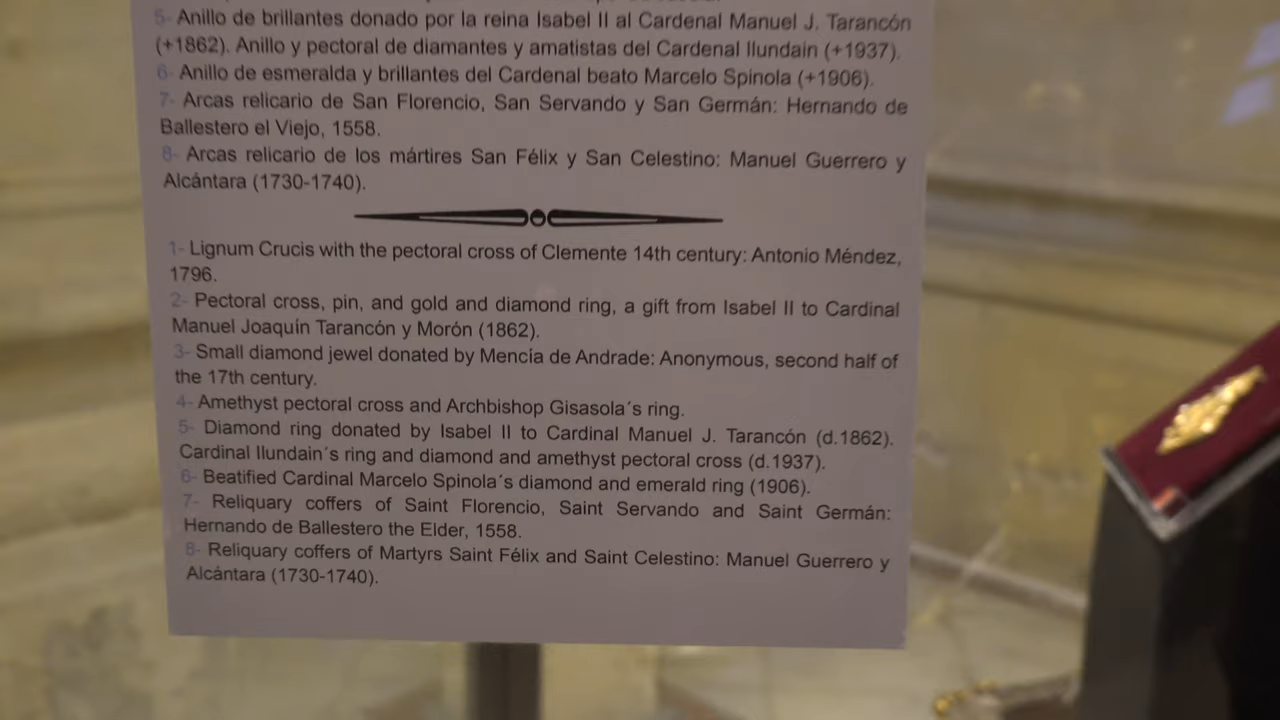 5- Anillo de brillantes donado por la reina Isabel II al Cardenal Manuel J. Tarancón
(+1862). Anillo y pectoral de diamantes y amatistas del Cardenal Ilundain (+1937).
6- Anillo de esmeralda y brillantes del Cardenal beato Marcelo Spinola (+1906).
7- Arcas relicario de San Florencio, San Servando y San Germán: Hernando de
Ballestero el Viejo, 1558.
8- Arcas relicario de los mártires San Félix y San Celestino: Manuel Guerrero y
Alcántara (1730-1740).
1- Lignum Crucis with the pectoral cross of Clemente 14th century: Antonio Méndez,
1796.
2- Pectoral cross, pin, and gold and diamond ring, a gift from Isabel II to Cardinal
Manuel Joaquín Tarancón y Morón (1862).
3- Small diamond jewel donated by Mencía de Andrade: Anonymous, second half of
the 17th century.
4- Amethyst pectoral cross and Archbishop Gisasola´s ring.
5- Diamond ring donated by Isabel II to Cardinal Manuel J. Tarancón (d.1862).
Cardinal Ilundain´s ring and diamond and amethyst pectoral cross (d.1937).
6- Beatified Cardinal Marcelo Spinola´s diamond and emerald ring (1906).
7- Reliquary coffers of Saint Florencio, Saint Servando and Saint Germán:
Hernando de Ballestero the Elder, 1558.
8- Reliquary coffers of Martyrs Saint Félix and Saint Celestino: Manuel Guerrero y
Alcántara (1730-1740).